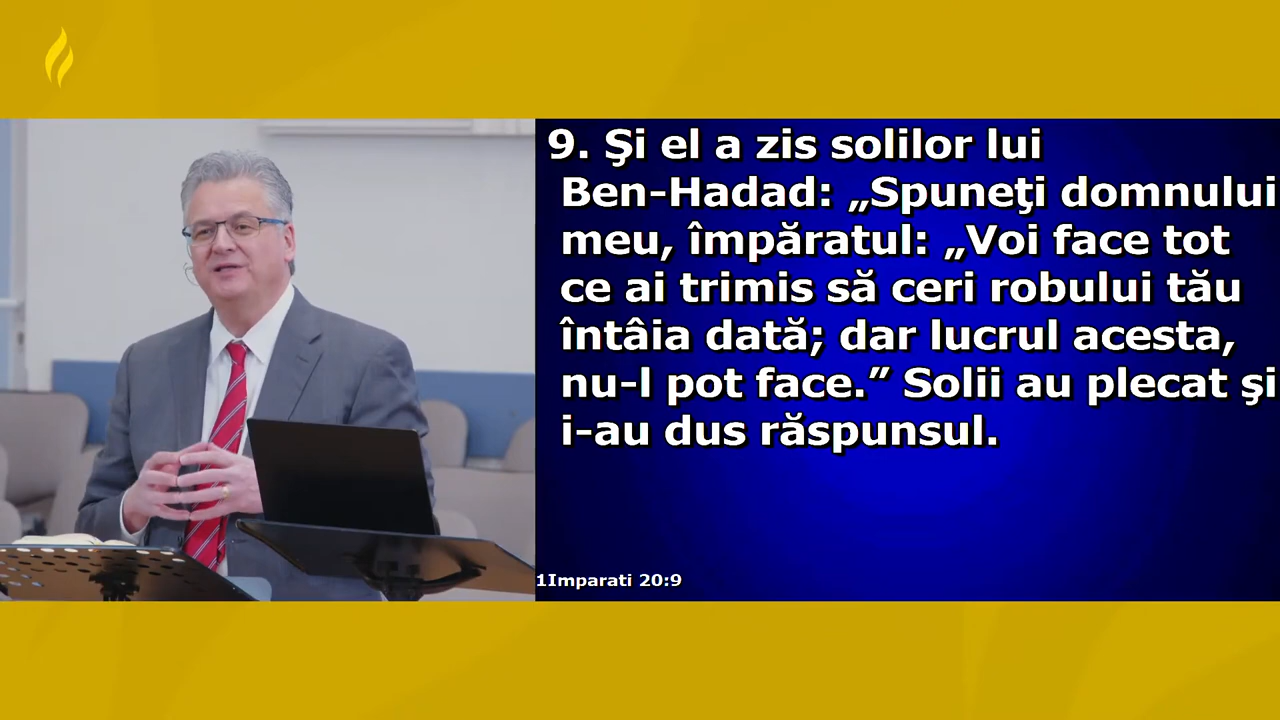 9. Şi el a zis solilor lui
Ben-Hadad: „Spuneţi domnului
meu, împăratul: „Voi face tot
ce ai trimis să ceri robului tău
întâia dată; dar lucrul acesta,
nu-l pot face.” Solii au plecat şi
i-au dus răspunsul.
1Imparati 20:9